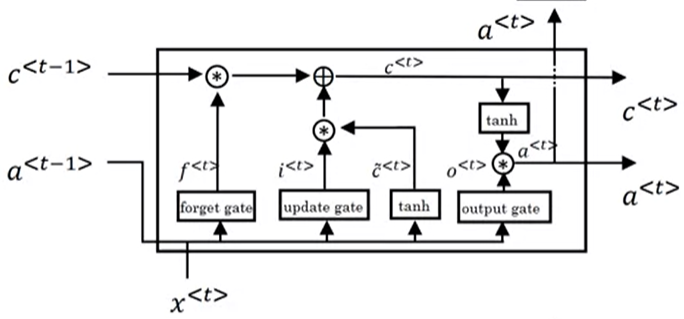 a<t>
c<t-1>
*
⊕
c<t>
c<t>
tanh
*
a<t-1>
f<t>
i<t>
c̃<t>
o<t>
*
a<t>
a<t>
forget gate
update gate
tanh
output gate
x<t>